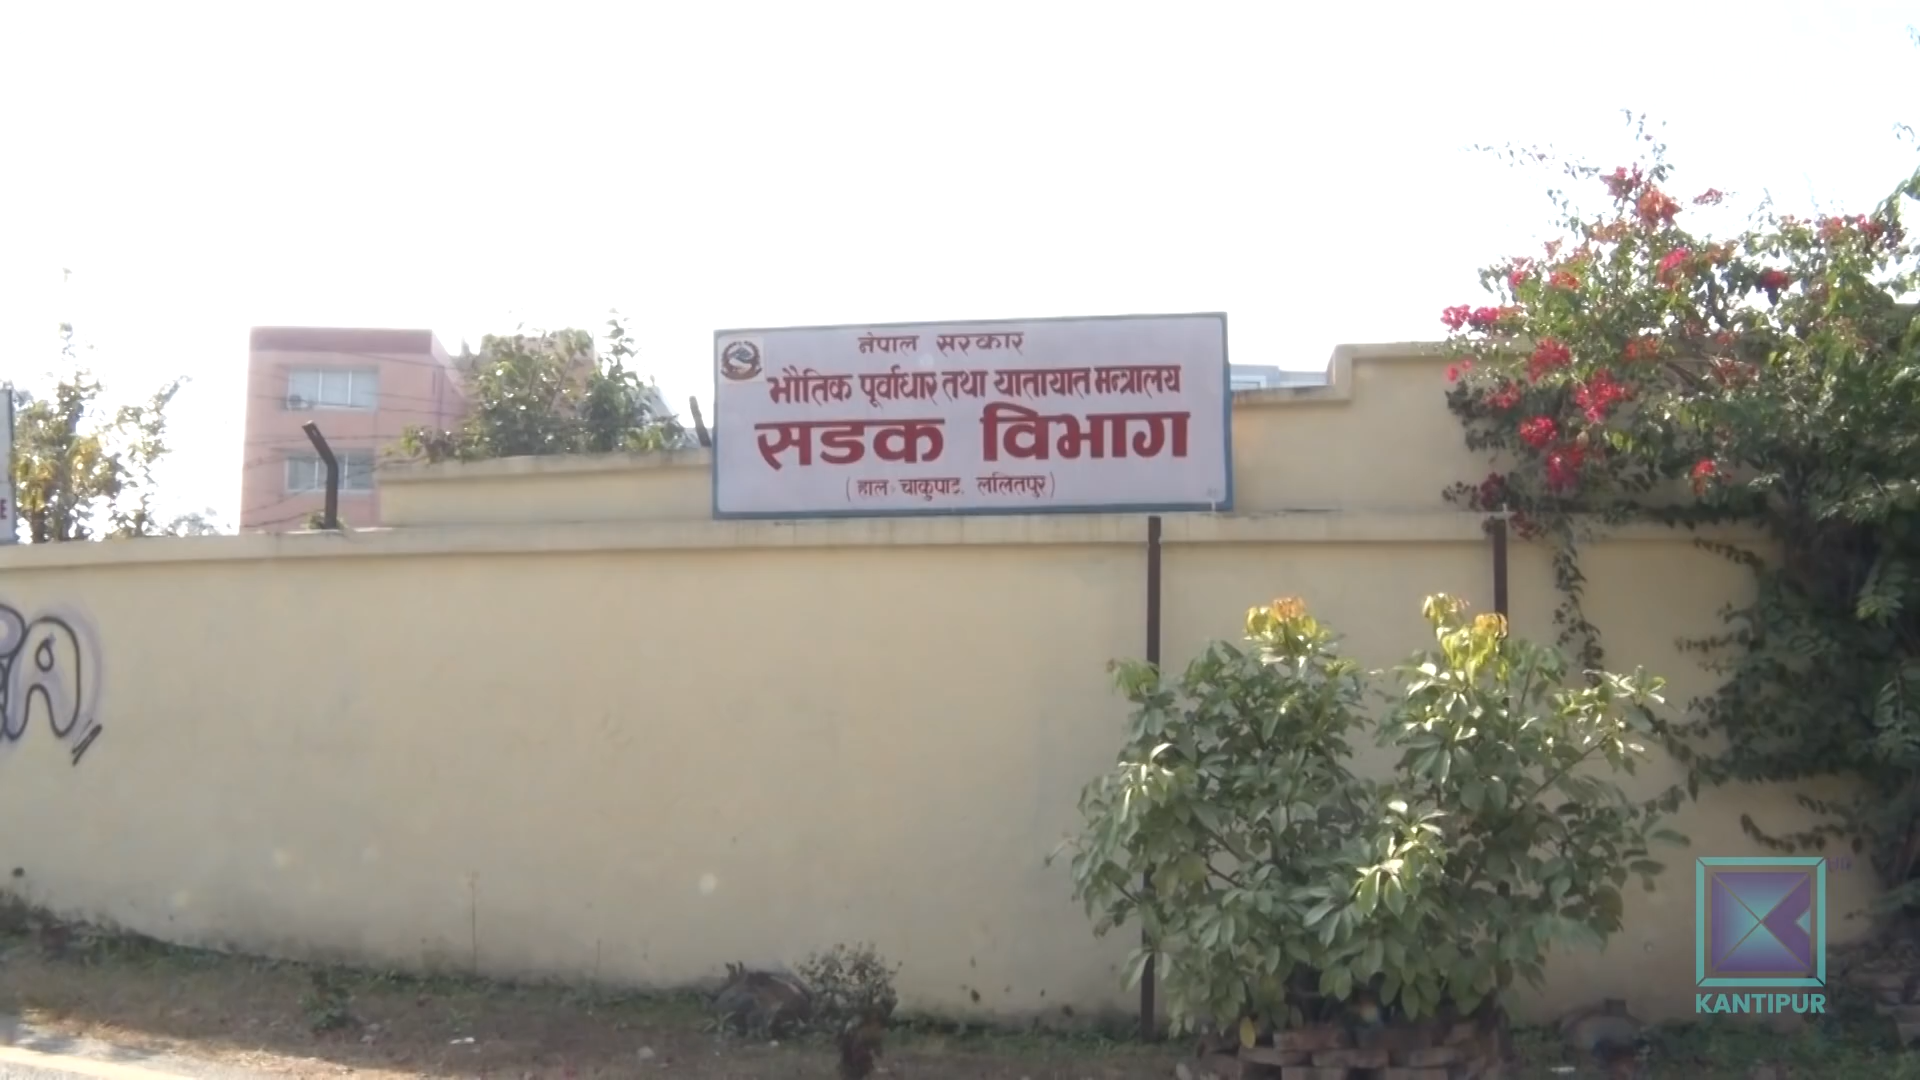 नेपाल सरकार
भौतिक पूर्वाधार तथा यातायात मन्त्रालय
सडक विभाग
(हाल: चाकुपाट, ललितपुर)
E
KANTIPUR